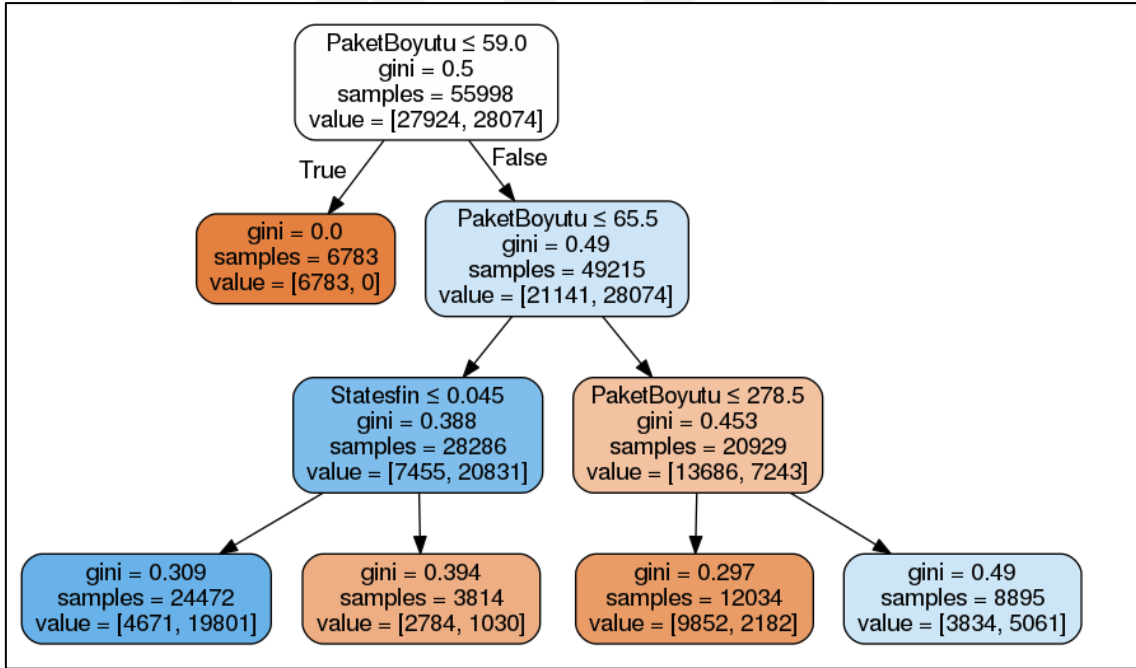 PaketBoyutu ≤ 59.0
gini = 0.5
samples = 55998
value = [27924, 28074]
True
False
gini = 0.0
samples = 6783
value = [6783, 0]
PaketBoyutu ≤ 65.5
gini = 0.49
samples = 49215
value = [21141, 28074]
Statesfin ≤ 0.045
gini = 0.388
samples = 28286
value = [7455, 20831]
PaketBoyutu ≤ 278.5
gini = 0.453
samples = 20929
value = [13686, 7243]
gini = 0.309
samples = 24472
value = [4671, 19801]
gini = 0.394
samples = 3814
value = [2784, 1030]
gini = 0.297
samples = 12034
value = [9852, 2182]
gini = 0.49
samples = 8895
value = [3834, 5061]